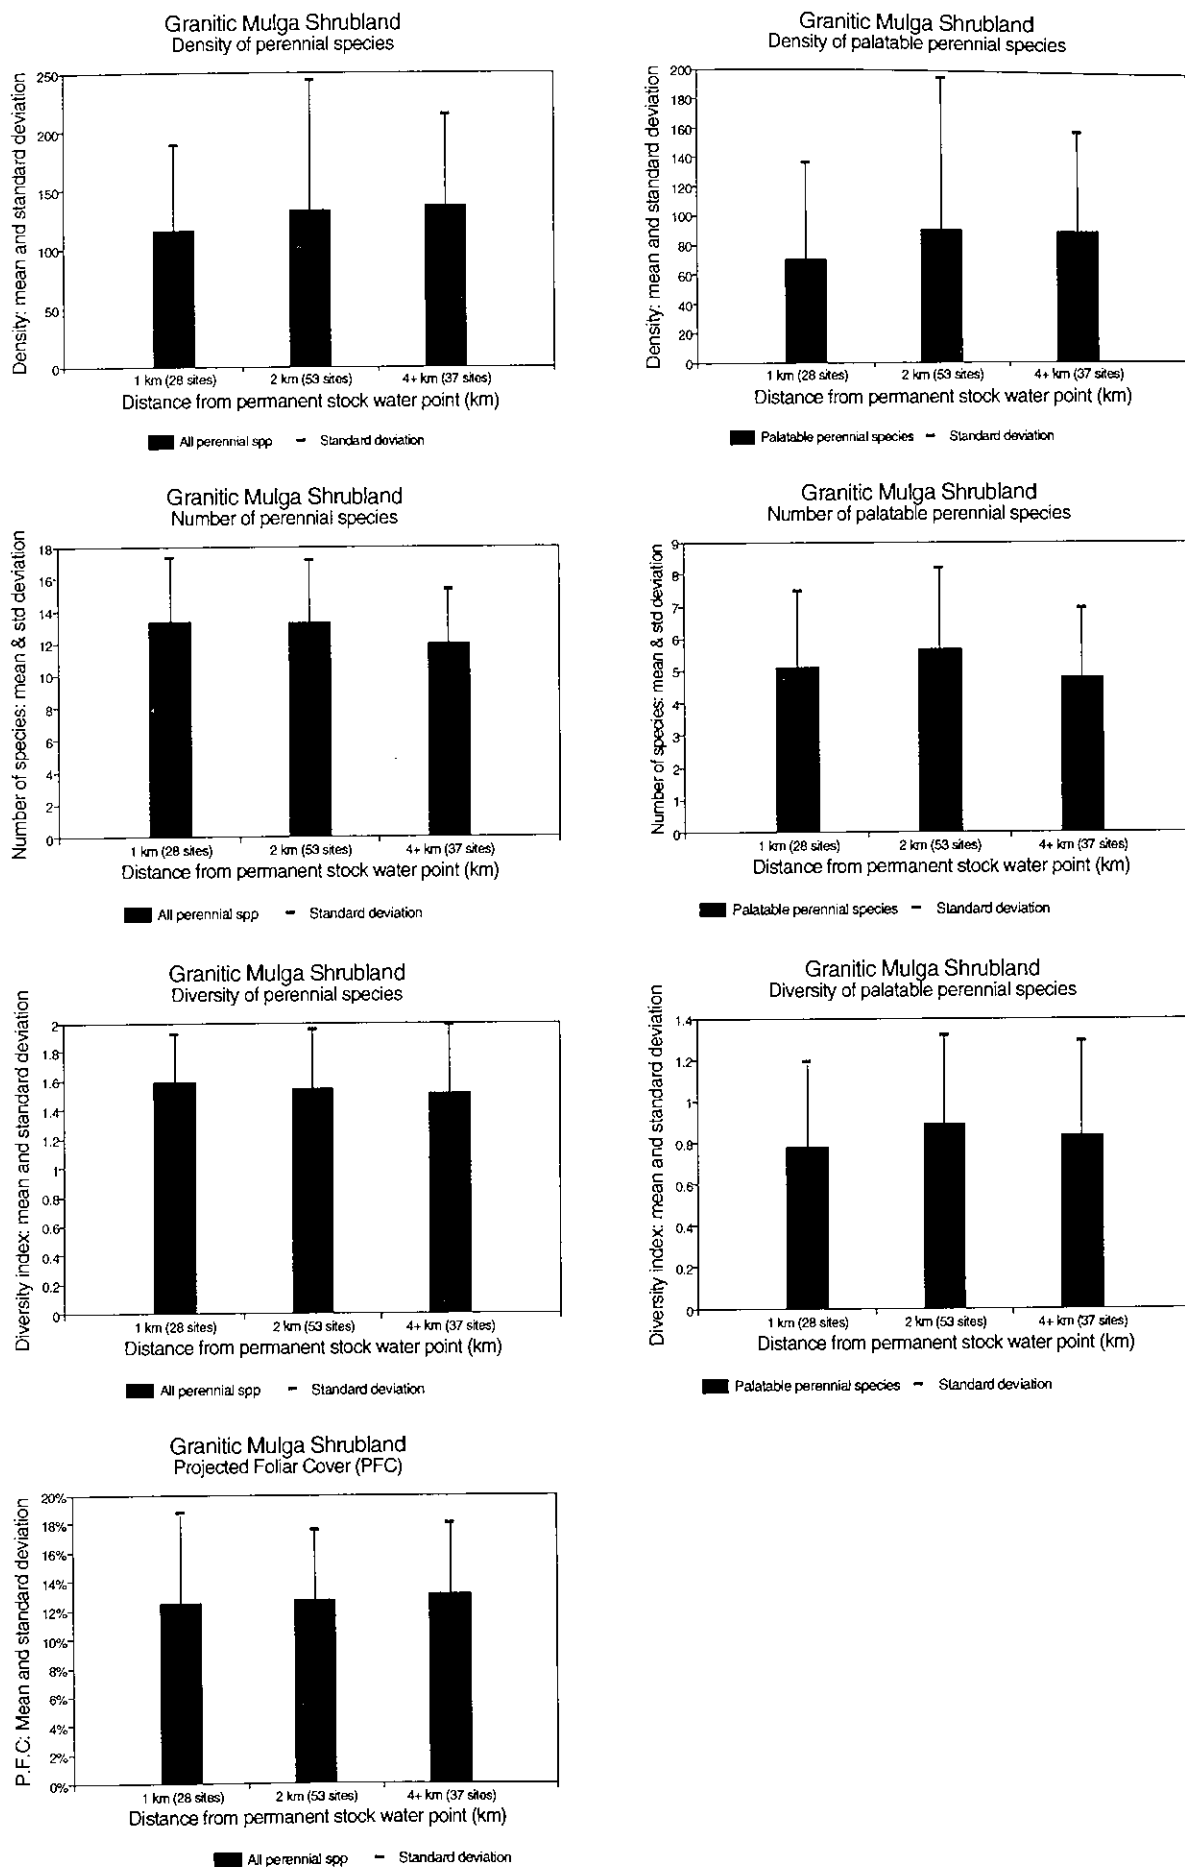 Granitic Mulga Shrubland
Density of perennial species
Density: mean and standard deviation
250
200
150
100
50
0
1 km (28 sites) 2 km (53 sites) 4+ km (37 sites)
Distance from permanent stock water point (km)
All perennial spp Standard deviation
Granitic Mulga Shrubland
Density of palatable perennial species
Density: mean and standard deviation
200
180
160
140
120
100
80
60
40
20
0
1 km (28 sites) 2 km (53 sites) 4+ km (37 sites)
Distance from permanent stock water point (km)
Palatable perennial species Standard deviation
Granitic Mulga Shrubland
Number of perennial species
Number of species: mean & std deviation
18
16
14
12
10
8
6
4
2
0
1 km (28 sites) 2 km (53 sites) 4+ km (37 sites)
Distance from permanent stock water point (km)
All perennial spp Standard deviation
Granitic Mulga Shrubland
Number of palatable perennial species
Number of species: mean & std deviation
9
8
7
6
5
4
3
2
1
0
1 km (28 sites) 2 km (53 sites) 4+ km (37 sites)
Distance from permanent stock water point (km)
Palatable perennial species Standard deviation
Granitic Mulga Shrubland
Diversity of perennial species
Diversity index: mean and standard deviation
2
1.8
1.6
1.4
1.2
1
0.8
0.6
0.4
0.2
0
1 km (28 sites) 2 km (53 sites) 4+ km (37 sites)
Distance from permanent stock water point (km)
All perennial spp Standard deviation
Granitic Mulga Shrubland
Diversity of palatable perennial species
Diversity index: mean and standard deviation
1.4
1.2
1
0.8
0.6
0.4
0.2
0
1 km (28 sites) 2 km (53 sites) 4+ km (37 sites)
Distance from permanent stock water point (km)
Palatable perennial species Standard deviation
Granitic Mulga Shrubland
Projected Foliar Cover (PFC)
P.F.C: Mean and standard deviation
20%
18%
16%
14%
12%
10%
8%
6%
4%
2%
0%
1 km (28 sites) 2 km (53 sites) 4+ km (37 sites)
Distance from permanent stock water point (km)
All perennial spp Standard deviation